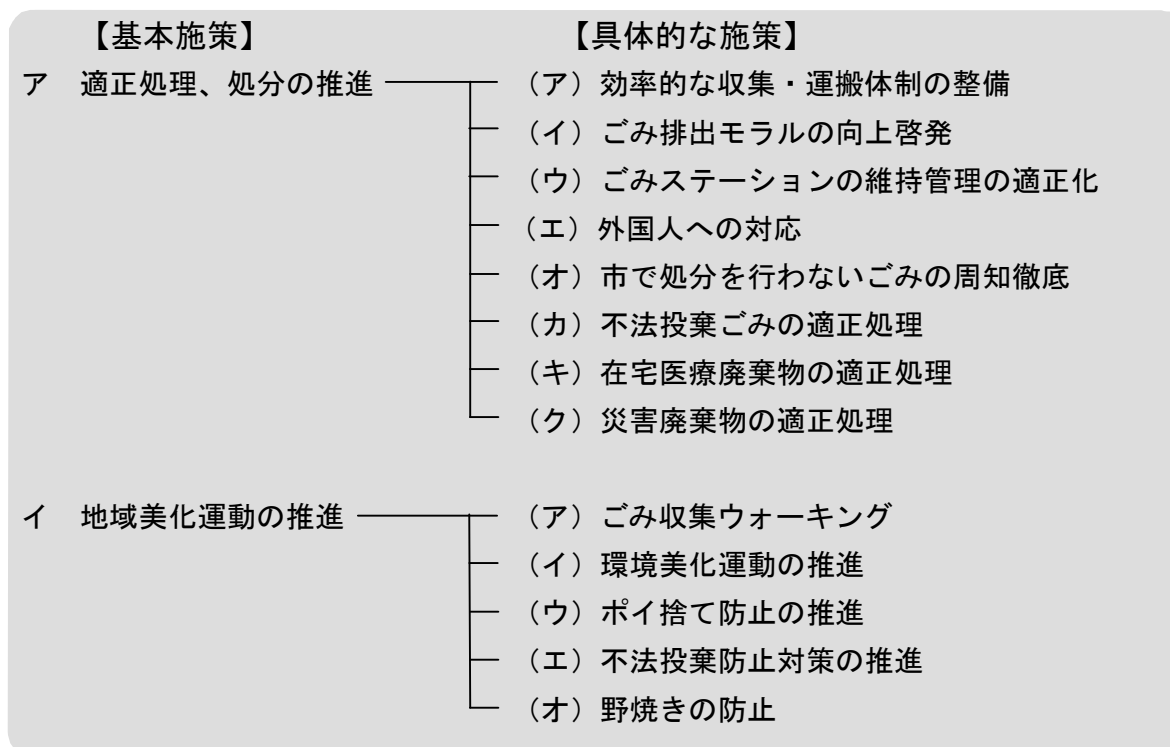 【基本施策】 【具体的な施策】
ア 適正処理、処分の推進 （ア）効率的な収集・運搬体制の整備
（イ）ごみ排出モラルの向上啓発
（ウ）ごみステーションの維持管理の適正化
（エ）外国人への対応
（オ）市で処分を行わないごみの周知徹底
（カ）不法投棄ごみの適正処理
（キ）在宅医療廃棄物の適正処理
（ク）災害廃棄物の適正処理
イ 地域美化運動の推進 （ア）ごみ収集ウォーキング
（イ）環境美化運動の推進
（ウ）ポイ捨て防止の推進
（エ）不法投棄防止対策の推進
（オ）野焼きの防止